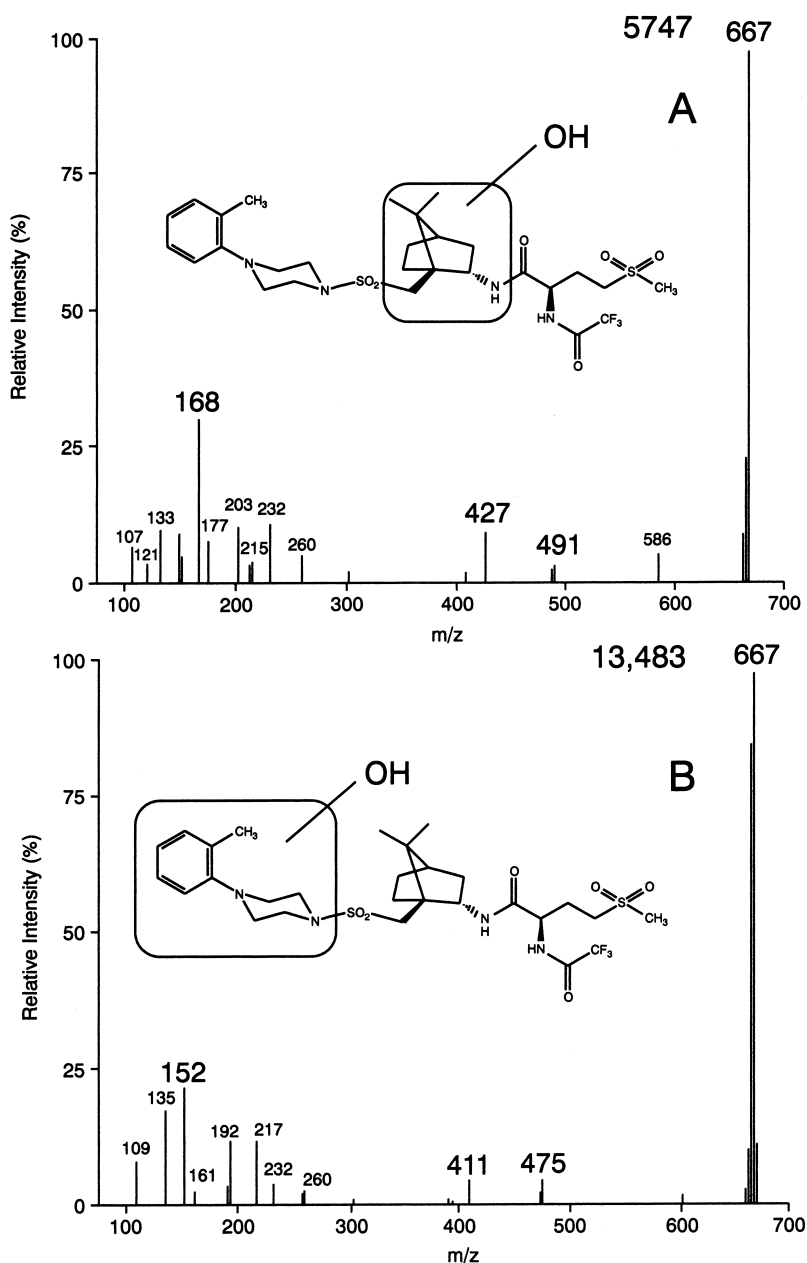 100
5747
667
A
OH
75
CH₃
N
N
SO₂
N
H
O
O
S
O
CH₃
HN
CF₃
O
Relative Intensity (%)
50
25
0
168
107
121
133
177
203
215
232
260
427
491
586
100
200
300
400
500
600
700
m/z
100
13,483
667
B
OH
75
CH₃
N
N
SO₂
N
H
O
O
S
O
CH₃
HN
CF₃
O
Relative Intensity (%)
50
25
0
109
135
152
161
192
217
232
260
411
475
100
200
300
400
500
600
700
m/z